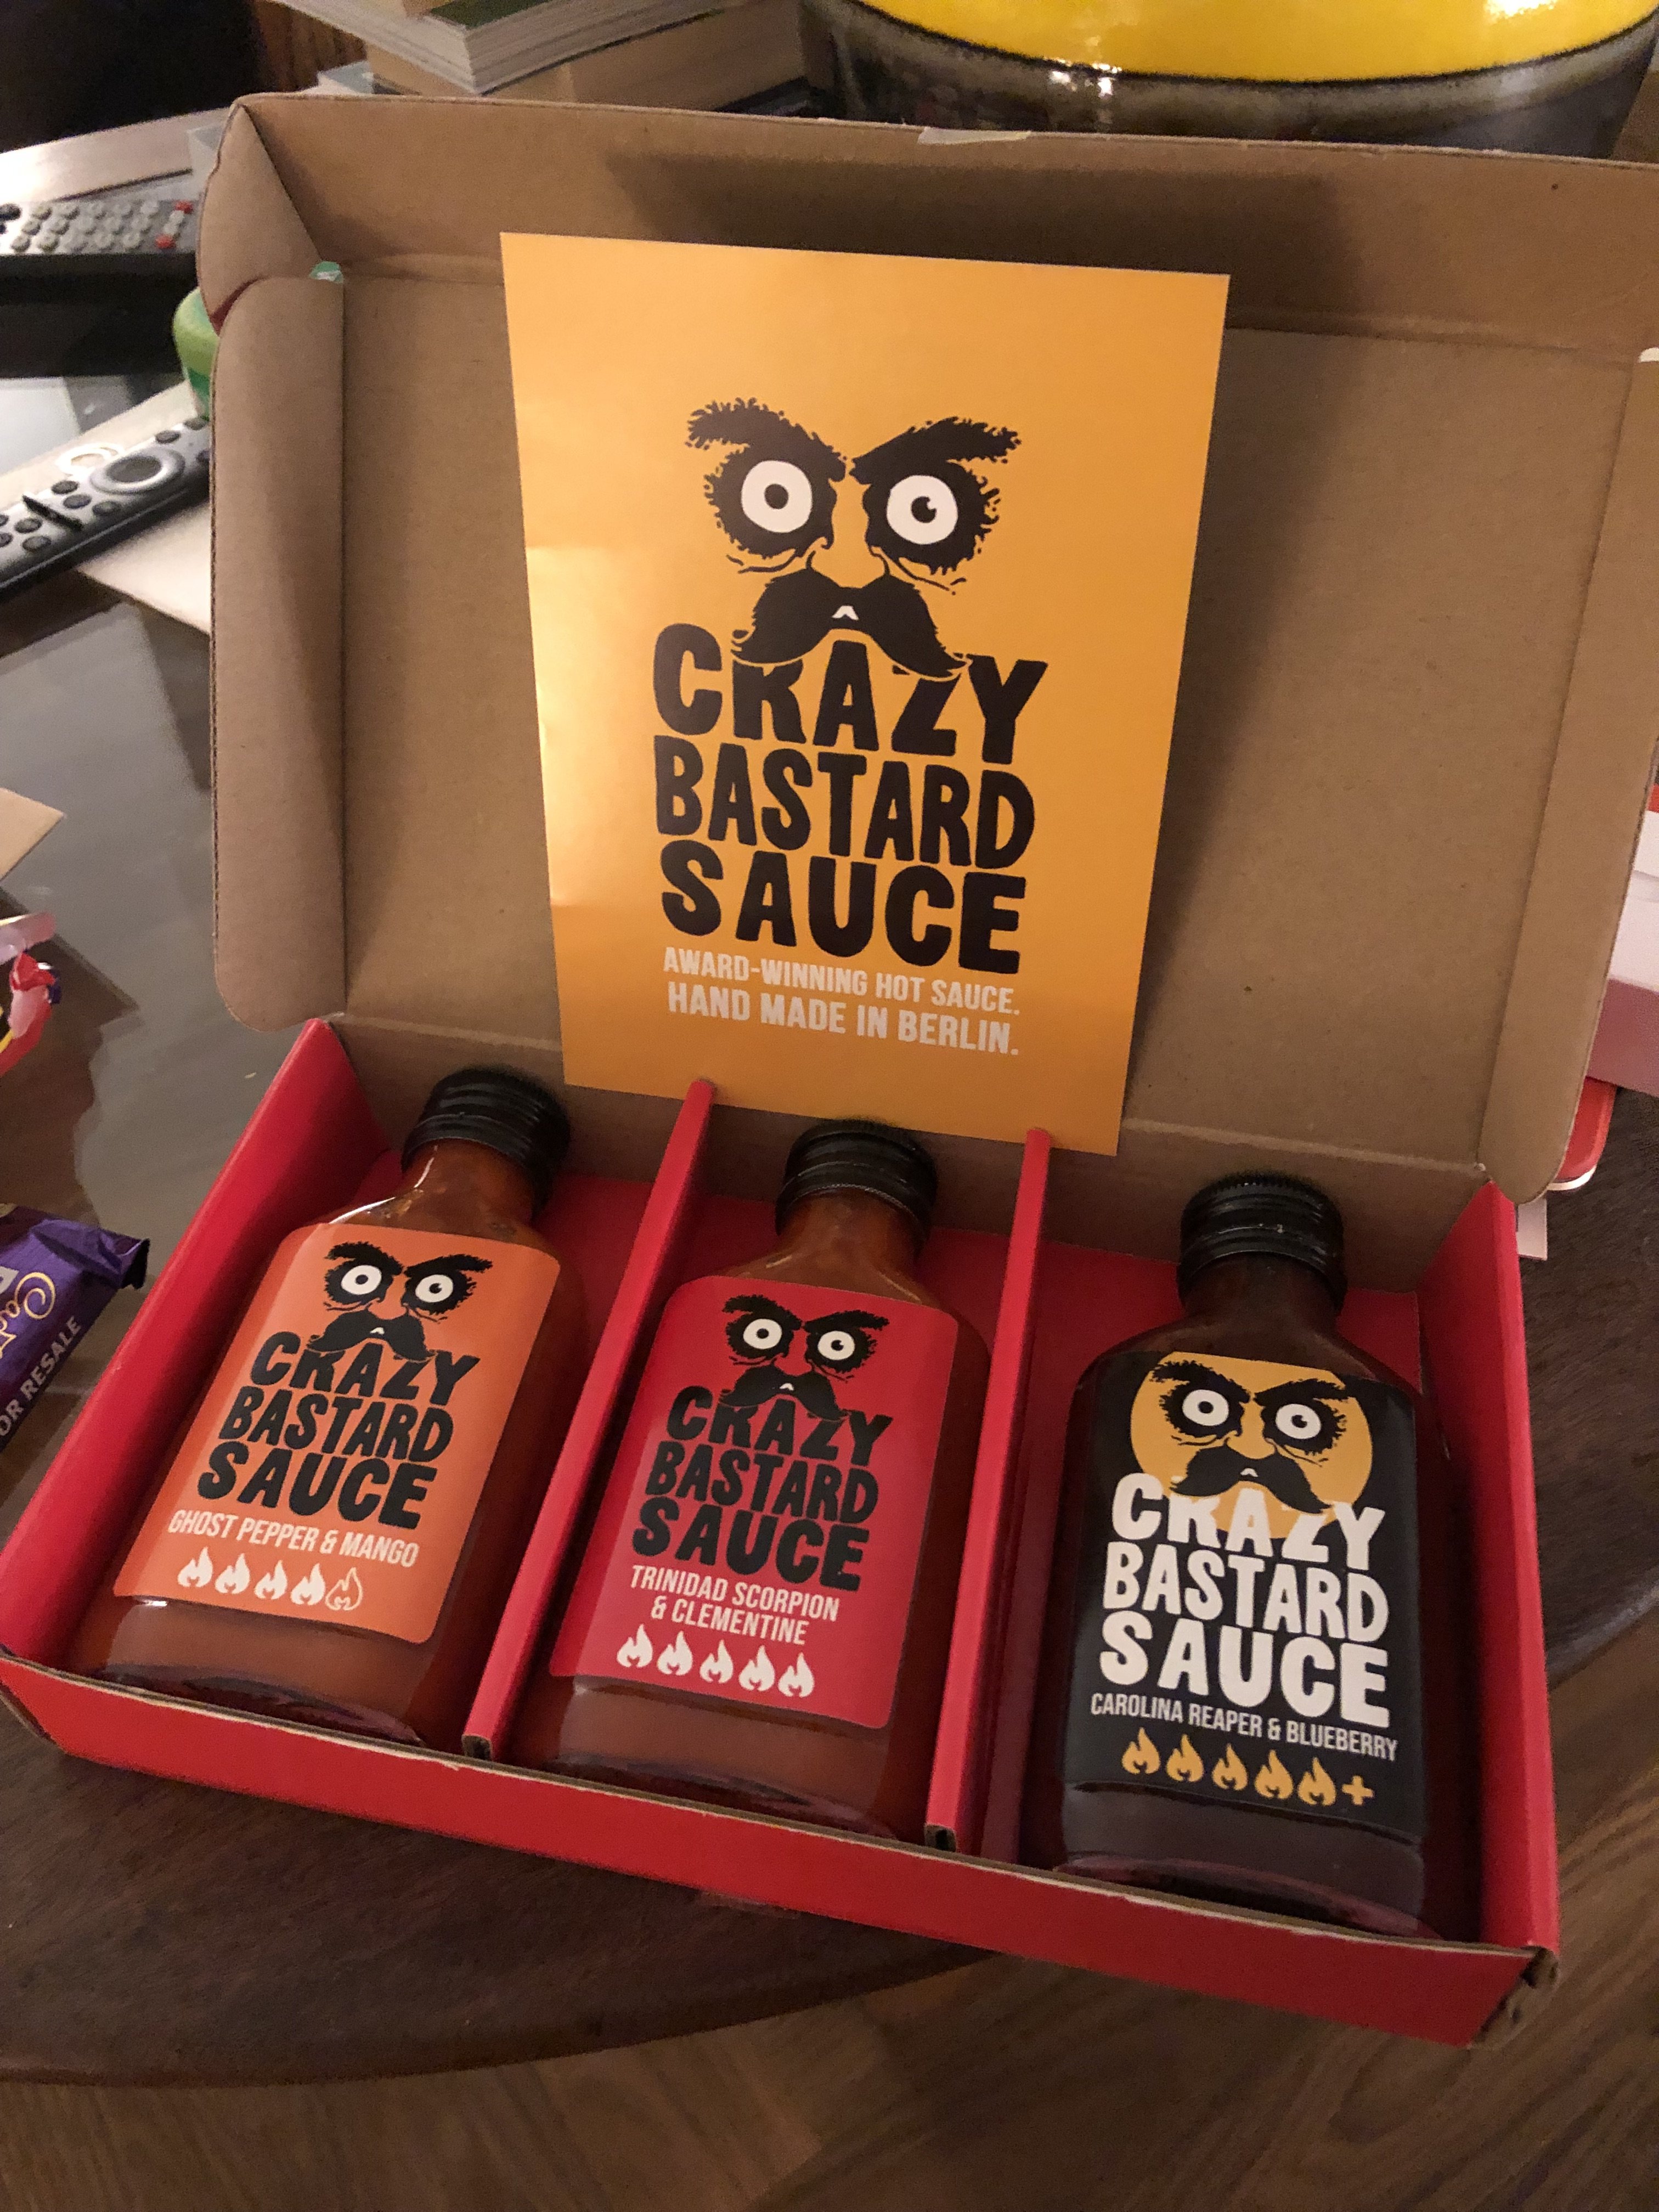 CRAZY
BASTARD
SAUCE
AWARD-WINNING HOT SAUCE.
HAND MADE IN BERLIN.
CRAZY
BASTARD
SAUCE
GHOST PEPPER & MANGO
CRAZY
BASTARD
SAUCE
TRINIDAD SCORPION
& CLEMENTINE
CRAZY
BASTARD
SAUCE
CAROLINA REAPER & BLUEBERRY
+
OR RESALE